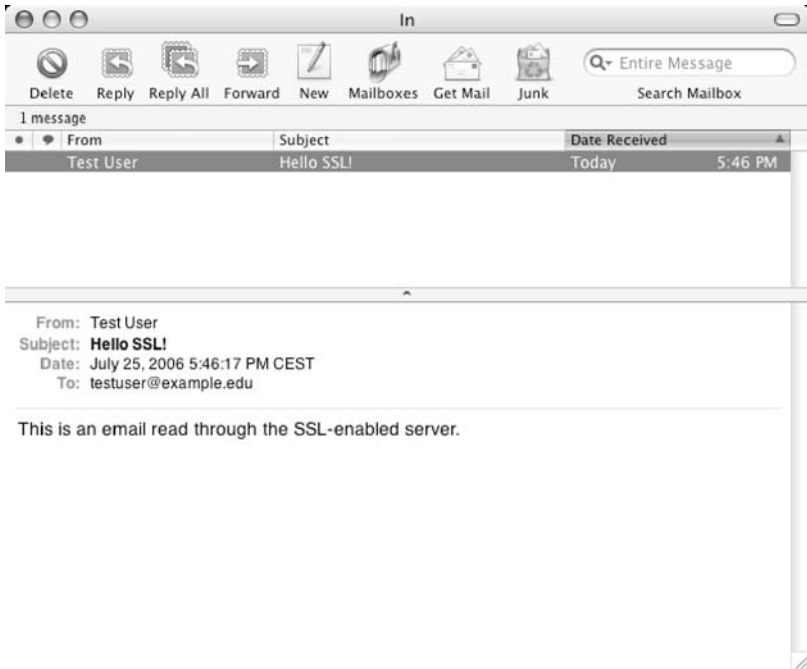 In
Entire Message
Delete Reply Reply All Forward New Mailboxes Get Mail Junk Search Mailbox
1 message
From Subject Date Received
Test User Hello SSL! Today 5:46 PM
From: Test User
Subject: Hello SSL!
Date: July 25, 2006 5:46:17 PM CEST
To: testuser@example.edu
This is an email read through the SSL-enabled server.